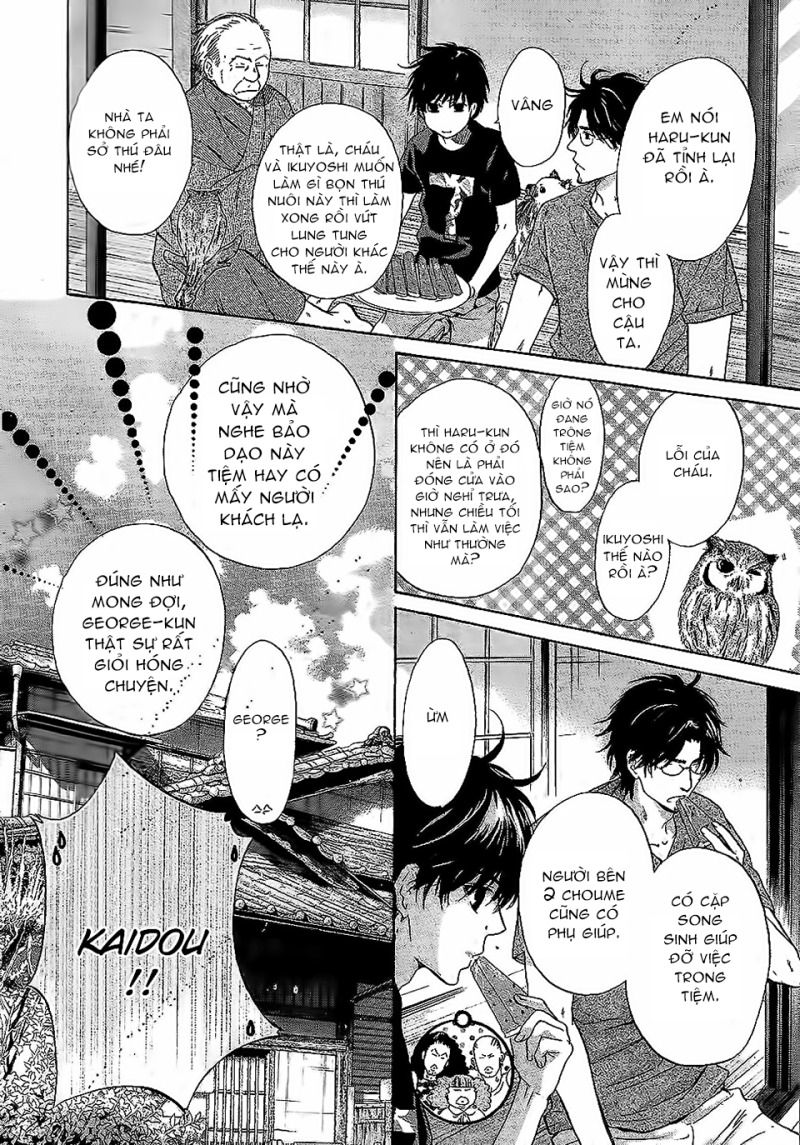 EM NÓI
HARU-KUN
ĐÃ TỈNH LẠI
RỒI À.
VẬY THÌ
MỪNG
CHO
CẬU
TA.
VÂNG
THẬT LÀ, CHÁU
VÀ IKUYOSHI MUỐN
LÀM GÌ BỌN THÚ
NUÔI NÀY THÌ LÀM
XONG RỒI VỨT
LUNG TUNG
CHO NGƯỜI KHÁC
THẾ NÀY À.
NHÀ TA
KHÔNG PHẢI
SỞ THÚ ĐÂU
NHÉ!
LỖI CỦA
CHÁU.
IKUYOSHI
THẾ NÀO
RỒI À?
GIỜ NÓ
ĐANG
TRÔNG
TIỆM
KHÔNG
PHẢI
SAO?
THÌ HARU-KUN
KHÔNG CÓ Ở ĐÓ
NÊN LÀ PHẢI
ĐÓNG CỬA VÀO
GIỜ NGHỈ TRƯA,
NHƯNG CHIỀU TỐI
THÌ VẪN LÀM VIỆC
NHƯ THƯỜNG
MÀ?
ỪM
CÓ CẶP
SONG
SINH GIÚP
ĐỠ VIỆC
TRONG
TIỆM.
NGƯỜI BÊN
2 CHOUME
CŨNG CÓ
PHỤ GIÚP.
CŨNG NHỜ
VẬY MÀ
NGHE BẢO
DẠO NÀY
TIỆM HAY CÓ
MẤY NGƯỜI
KHÁCH LẠ.
ĐÚNG NHƯ
MONG ĐỢI,
GEORGE-KUN
THẬT SỰ RẤT
GIỎI HÓNG
CHUYỆN.
GEORGE
?
^^
KAIDOU
!!